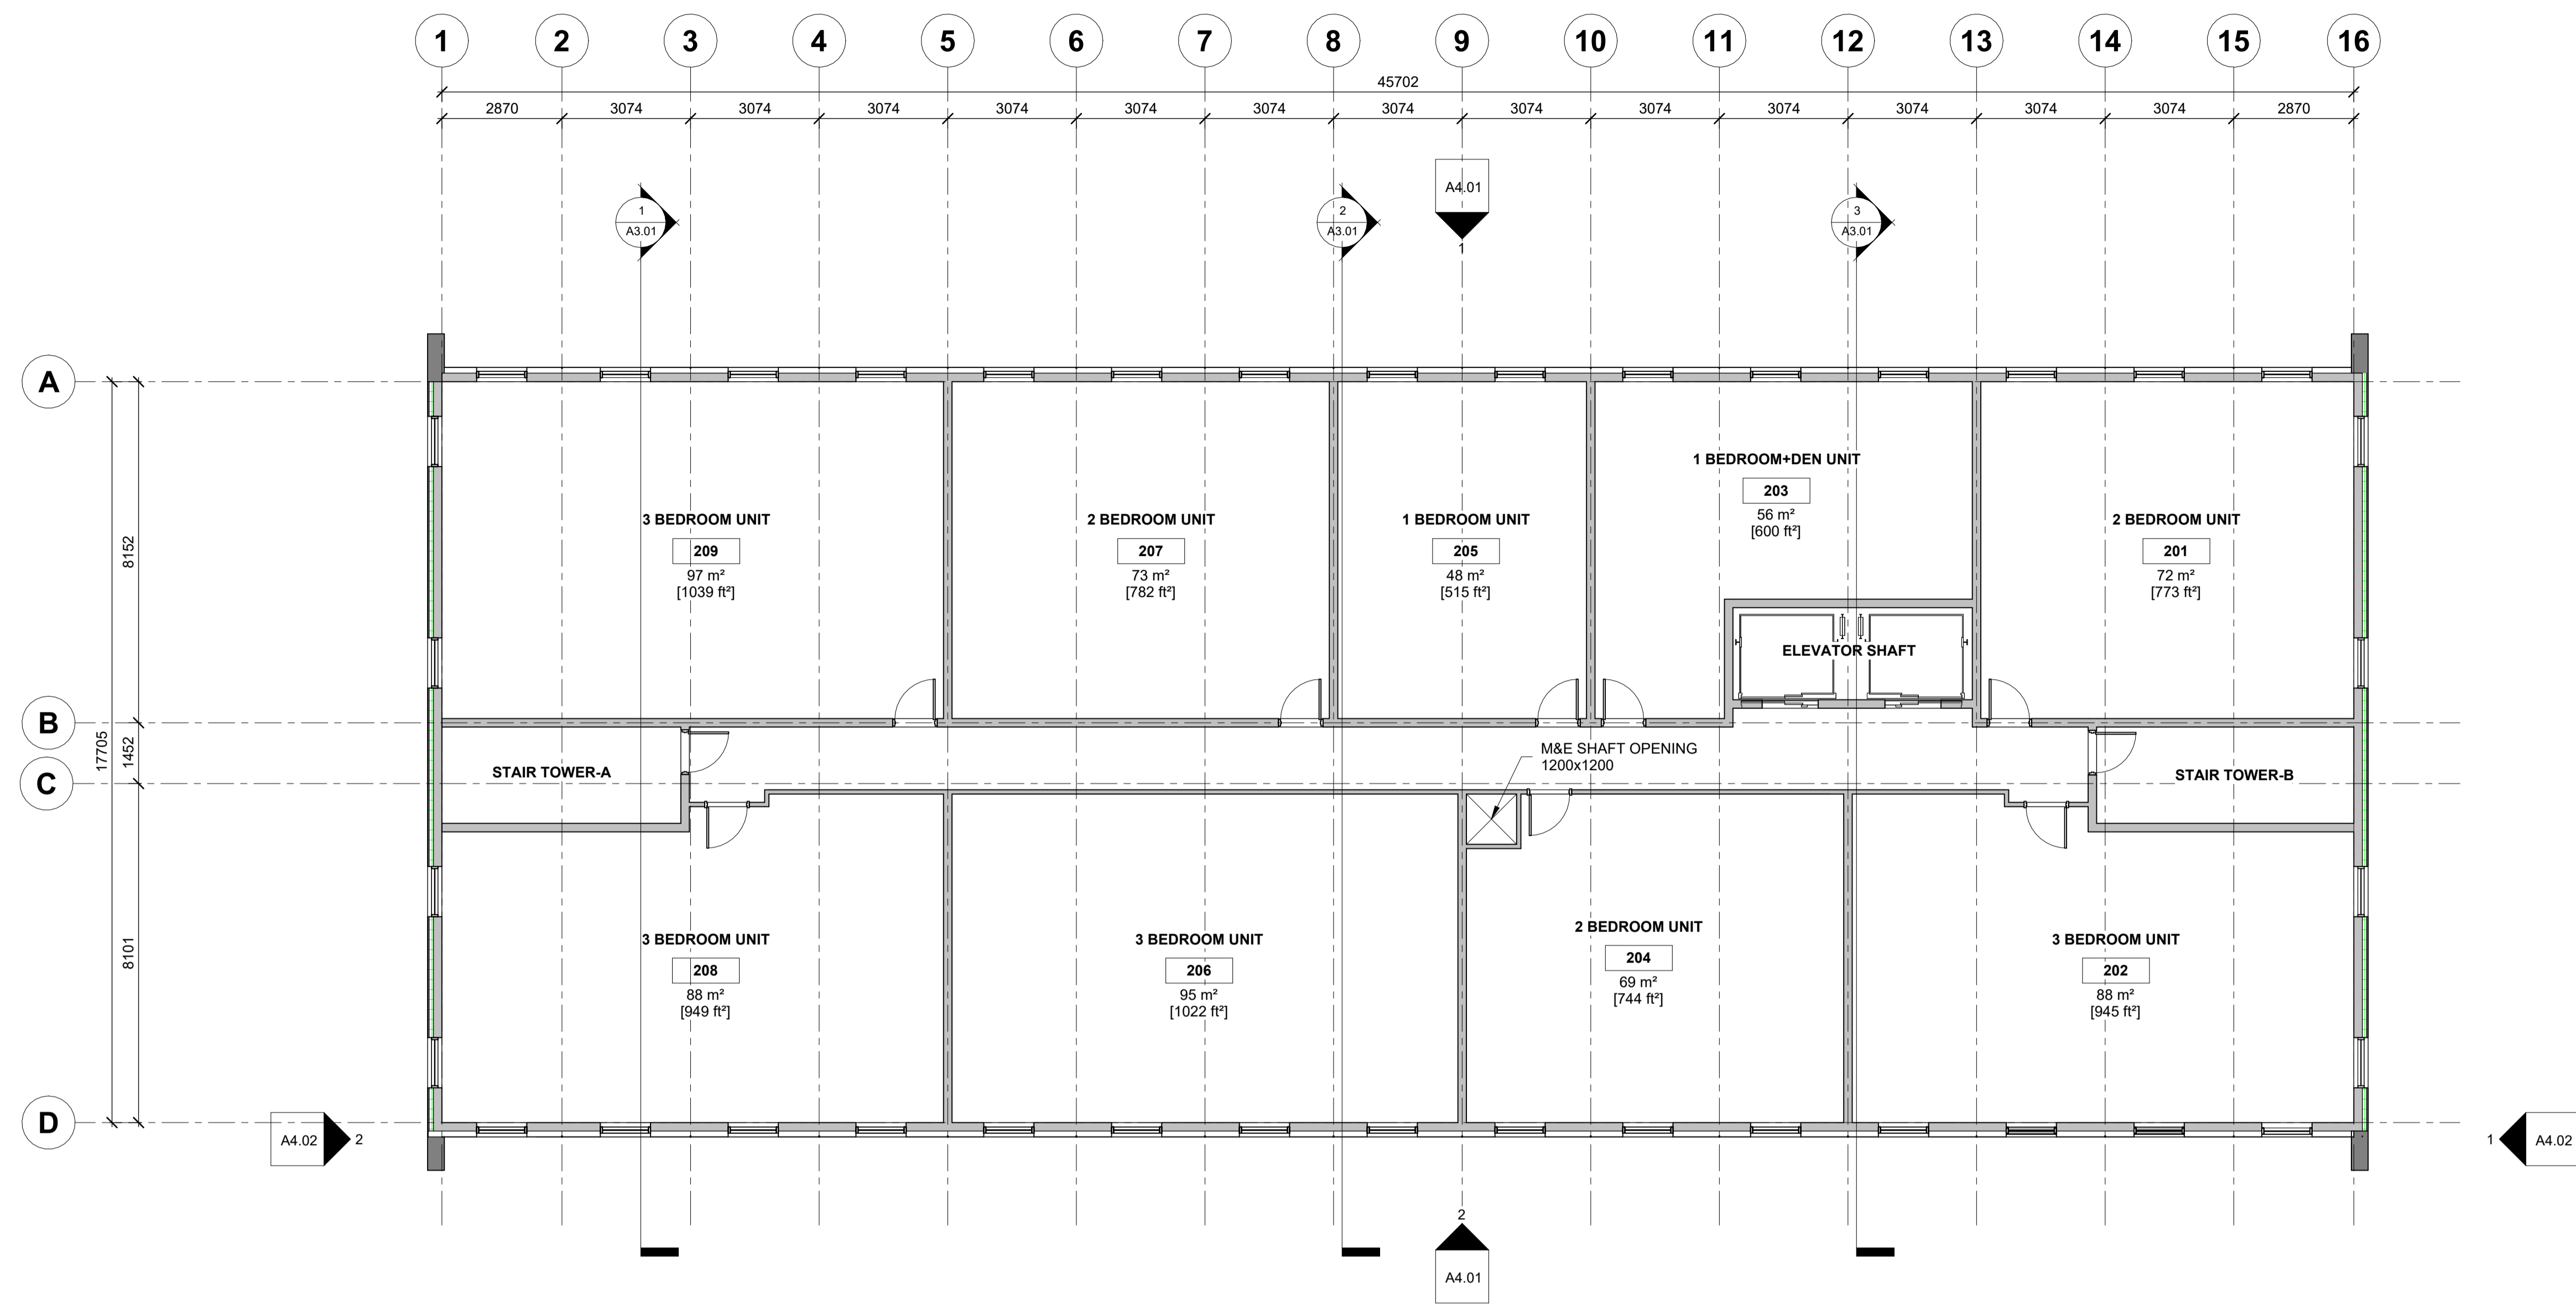 1 2 3 4 5 6 7 8 9 10 11 12 13 14 15 16
45702
2870 3074 3074 3074 3074 3074 3074 3074 3074 3074 3074 3074 3074 3074 2870
A4.01
1
1
A3.01
2
A3.01
3
A3.01
A
B
C
D
8152
1452
17705
8101
3 BEDROOM UNIT
209
97 m²
[1039 ft²]
2 BEDROOM UNIT
207
73 m²
[782 ft²]
1 BEDROOM UNIT
205
48 m²
[515 ft²]
1 BEDROOM+DEN UNIT
203
56 m²
[600 ft²]
2 BEDROOM UNIT
201
72 m²
[773 ft²]
ELEVATOR SHAFT
M&E SHAFT OPENING
1200x1200
STAIR TOWER-A
STAIR TOWER-B
3 BEDROOM UNIT
208
88 m²
[949 ft²]
3 BEDROOM UNIT
206
95 m²
[1022 ft²]
2 BEDROOM UNIT
204
69 m²
[744 ft²]
3 BEDROOM UNIT
202
88 m²
[945 ft²]
A4.02 2
1 A4.02
2
A4.01